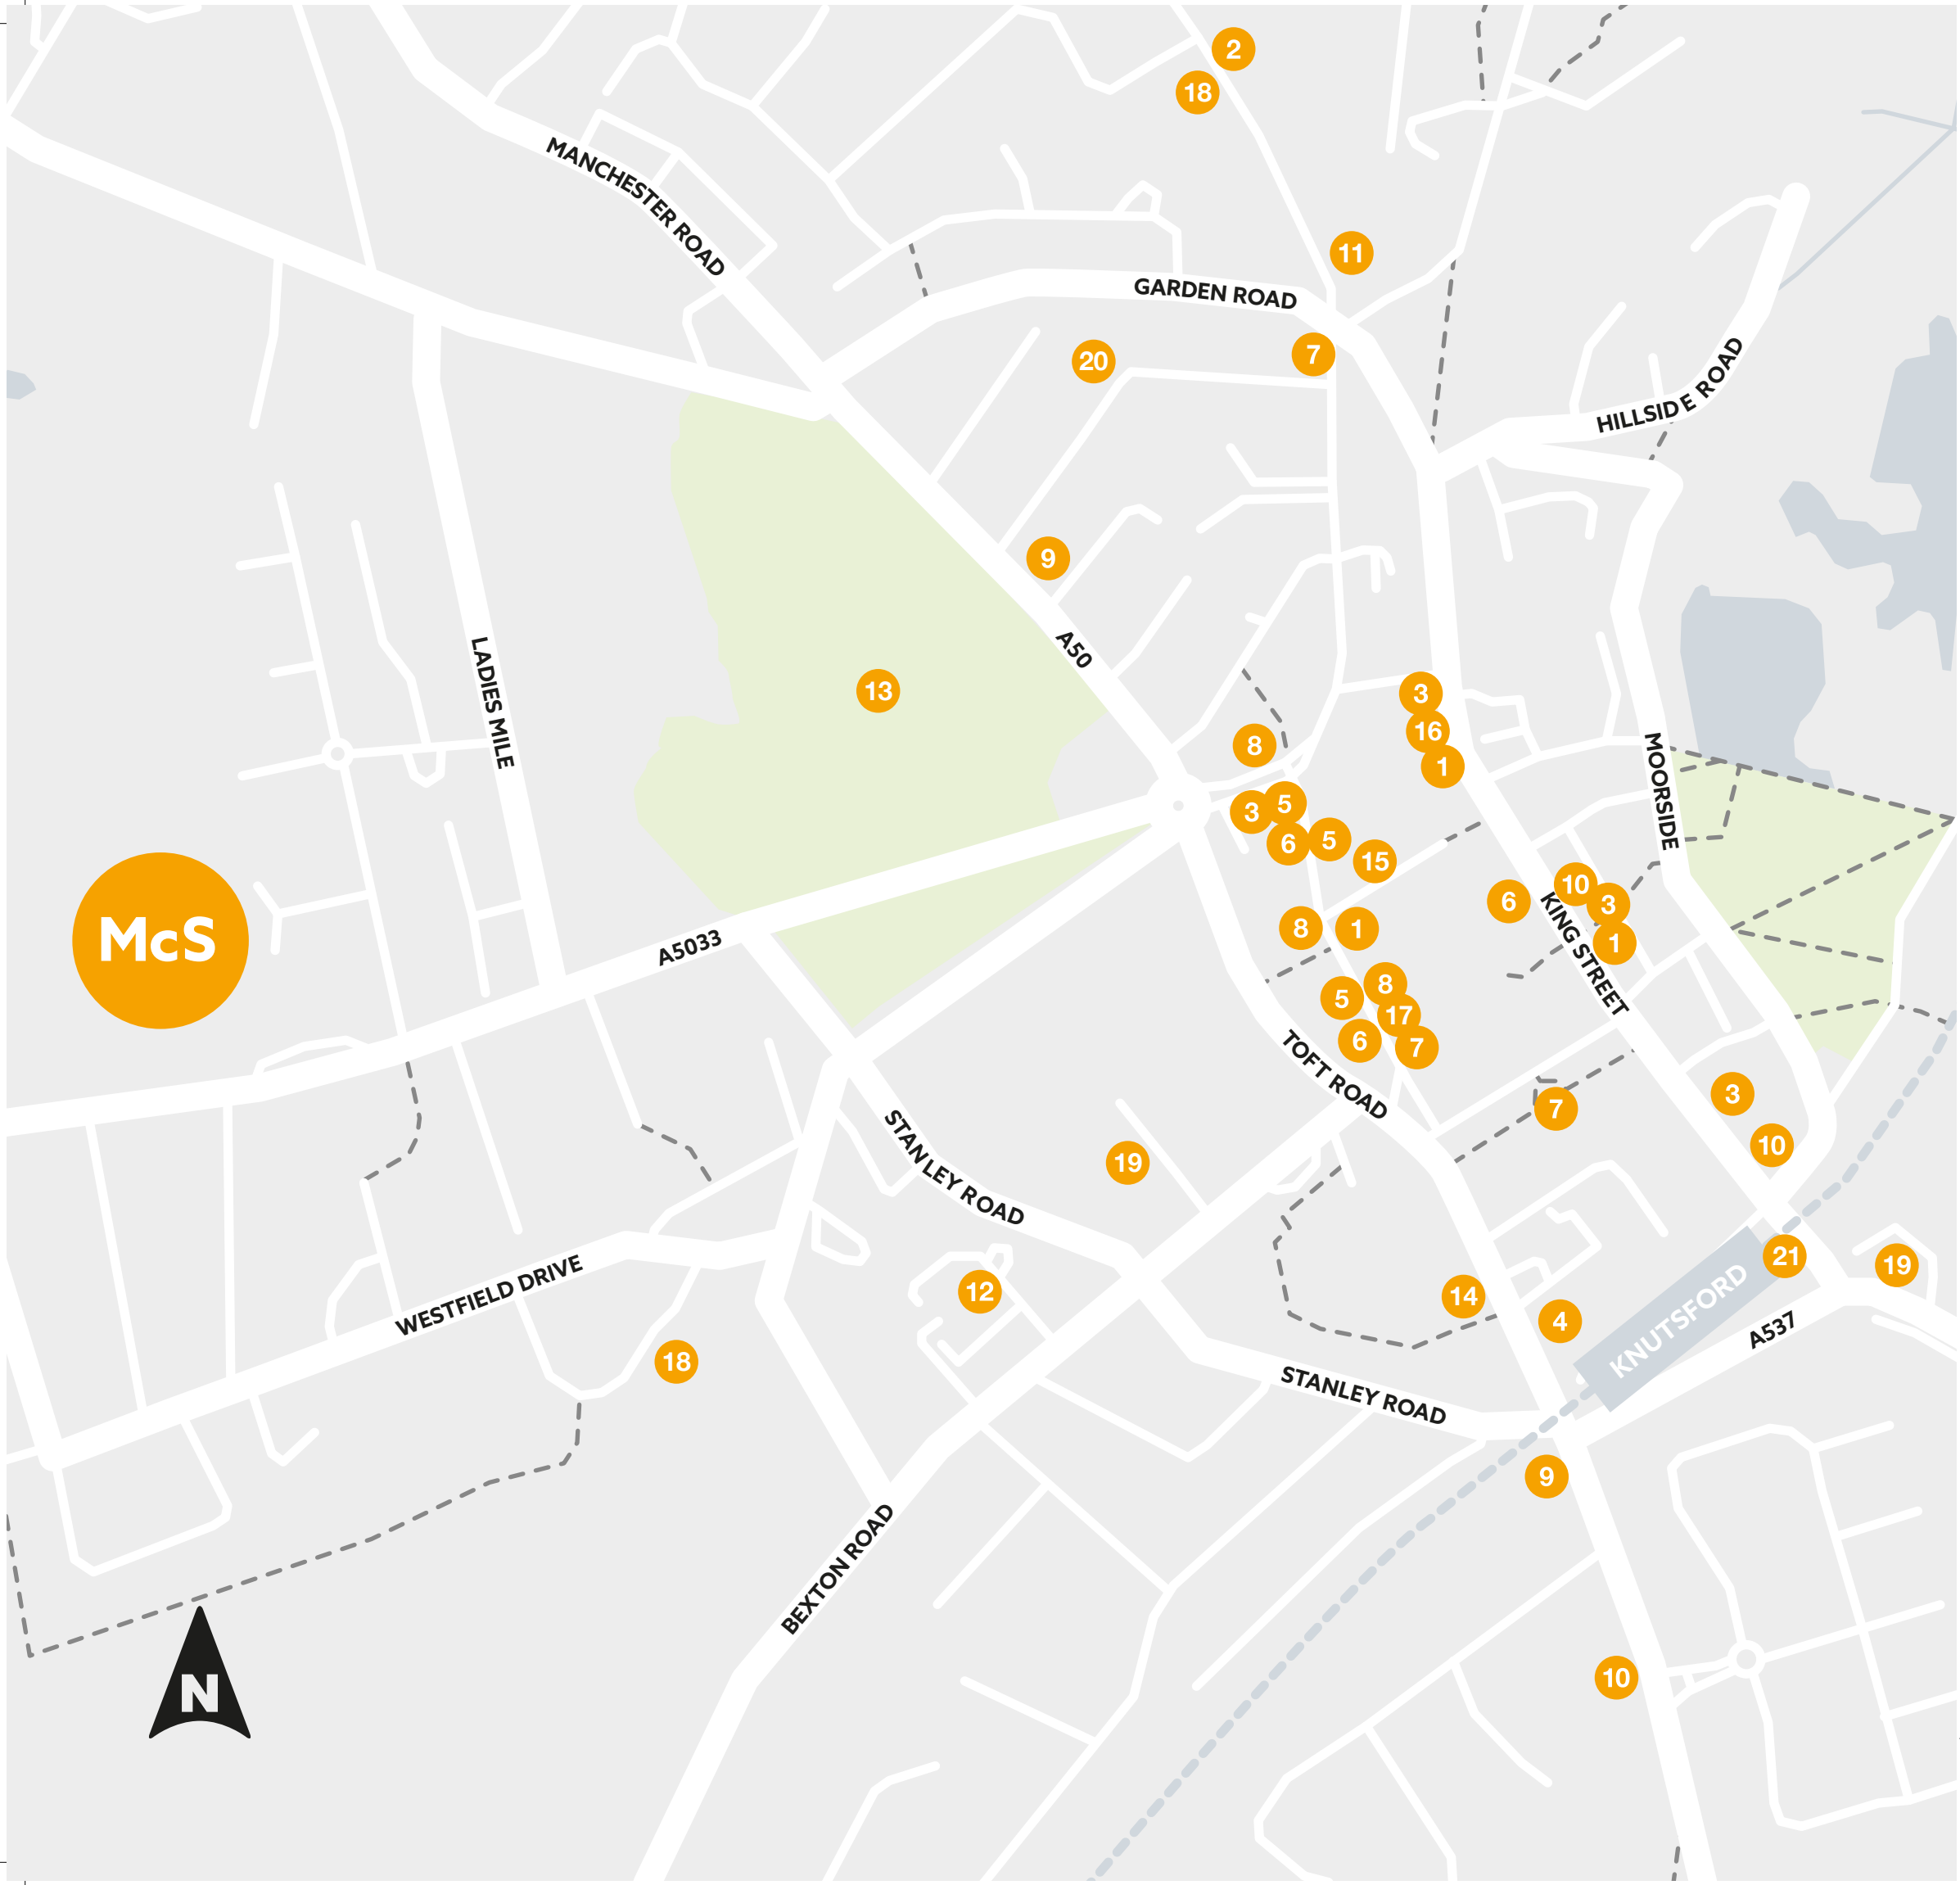 2
18
MANCHESTER ROAD
11
GARDEN ROAD
20
7
HILLSIDE ROAD
9
A50
LADIES MILE
13
3
16
8
1
MOORSIDE
3
5
6
5
15
10
6
3
KING STREET
McS
8
1
1
A5033
8
5
17
6
7
TOFT ROAD
3
7
STANLEY ROAD
10
19
21
19
WESTFIELD DRIVE
12
14
4
KNUTSFORD
A537
18
STANLEY ROAD
9
BEXTON ROAD
10
N